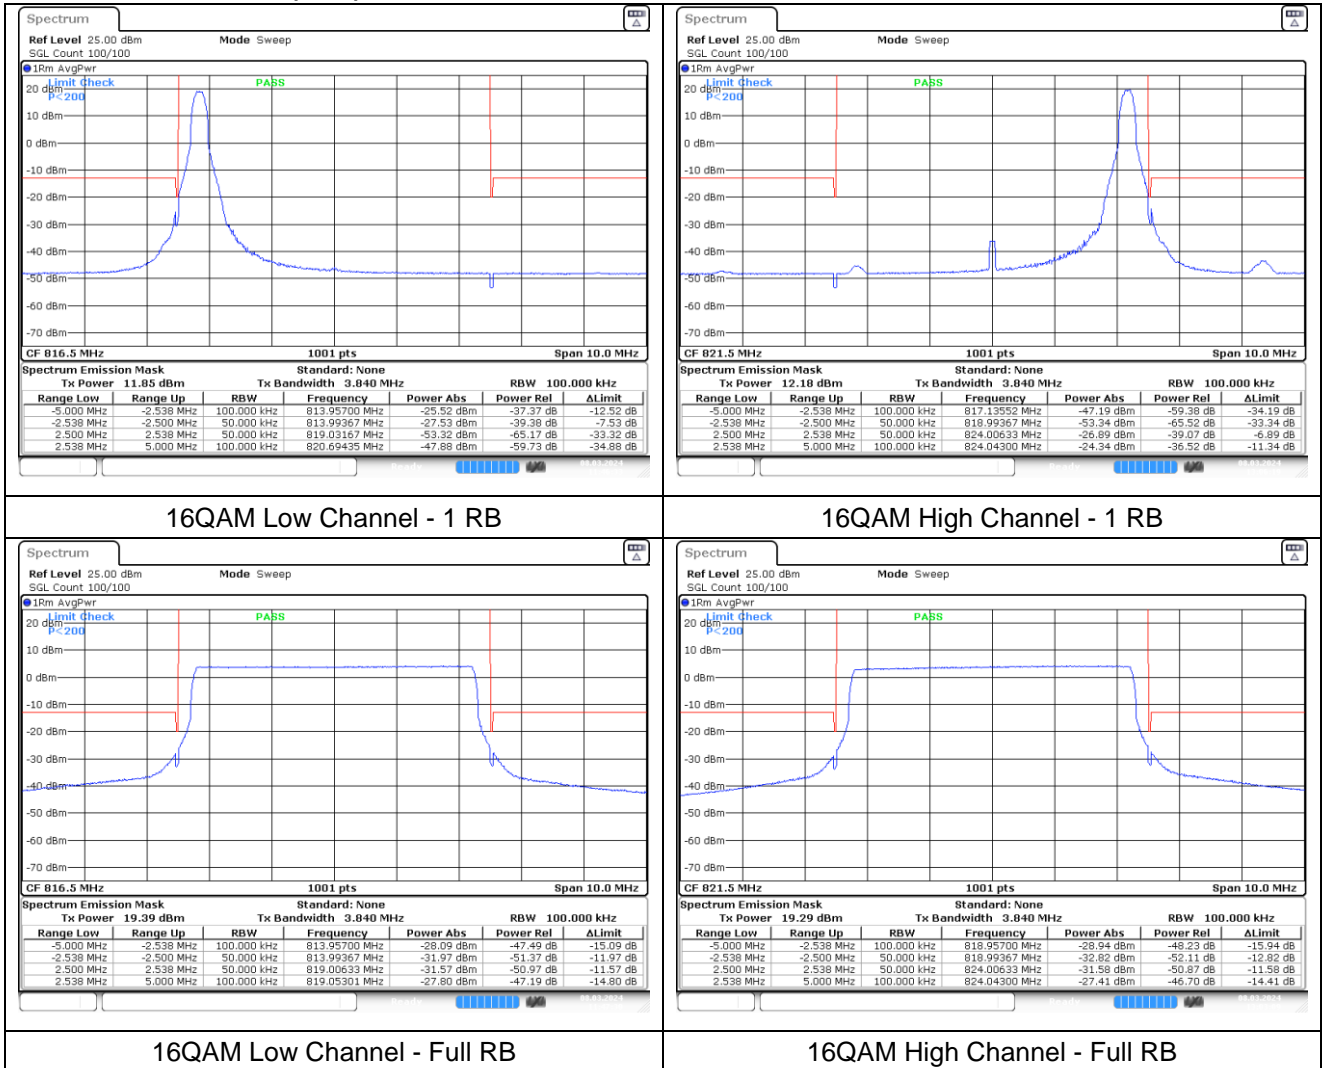 Spectrum
Ref Level 25.00 dBm Mode Sweep
SGL Count 100/100
1Rm AvgPwr
Limit Check PASS
P<200
20 dBm
10 dBm
0 dBm
-10 dBm
-20 dBm
-30 dBm
-40 dBm
-50 dBm
-60 dBm
-70 dBm
CF 816.5 MHz 1001 pts Span 10.0 MHz
Spectrum Emission Mask Standard: None
Tx Power 11.85 dBm Tx Bandwidth 3.840 MHz RBW 100.000 kHz
Range Low Range Up RBW Frequency Power Abs Power Rel ΔLimit
-5.000 MHz -2.538 MHz 100.000 kHz 813.95700 MHz -25.52 dBm -37.37 dB -12.52 dB
-2.538 MHz -2.500 MHz 50.000 kHz 813.99367 MHz -27.53 dBm -39.38 dB -7.53 dB
2.500 MHz 2.538 MHz 50.000 kHz 819.03167 MHz -53.32 dBm -65.17 dB -33.32 dB
2.538 MHz 5.000 MHz 100.000 kHz 820.69435 MHz -47.88 dBm -59.73 dB -34.88 dB
16QAM Low Channel - 1 RB
Spectrum
Ref Level 25.00 dBm Mode Sweep
SGL Count 100/100
1Rm AvgPwr
Limit Check PASS
P<200
20 dBm
10 dBm
0 dBm
-10 dBm
-20 dBm
-30 dBm
-40 dBm
-50 dBm
-60 dBm
-70 dBm
CF 821.5 MHz 1001 pts Span 10.0 MHz
Spectrum Emission Mask Standard: None
Tx Power 12.18 dBm Tx Bandwidth 3.840 MHz RBW 100.000 kHz
Range Low Range Up RBW Frequency Power Abs Power Rel ΔLimit
-5.000 MHz -2.538 MHz 100.000 kHz 817.13552 MHz -47.19 dBm -59.38 dB -34.19 dB
-2.538 MHz -2.500 MHz 50.000 kHz 818.99367 MHz -53.34 dBm -65.52 dB -33.34 dB
2.500 MHz 2.538 MHz 50.000 kHz 824.00633 MHz -26.89 dBm -39.07 dB -6.89 dB
2.538 MHz 5.000 MHz 100.000 kHz 824.04300 MHz -24.34 dBm -36.52 dB -11.34 dB
16QAM High Channel - 1 RB
Spectrum
Ref Level 25.00 dBm Mode Sweep
SGL Count 100/100
1Rm AvgPwr
Limit Check PASS
P<200
20 dBm
10 dBm
0 dBm
-10 dBm
-20 dBm
-30 dBm
-40 dBm
-50 dBm
-60 dBm
-70 dBm
CF 816.5 MHz 1001 pts Span 10.0 MHz
Spectrum Emission Mask Standard: None
Tx Power 19.39 dBm Tx Bandwidth 3.840 MHz RBW 100.000 kHz
Range Low Range Up RBW Frequency Power Abs Power Rel ΔLimit
-5.000 MHz -2.538 MHz 100.000 kHz 813.95700 MHz -28.09 dBm -47.49 dB -15.09 dB
-2.538 MHz -2.500 MHz 50.000 kHz 813.99367 MHz -31.97 dBm -51.37 dB -11.97 dB
2.500 MHz 2.538 MHz 50.000 kHz 819.00633 MHz -31.57 dBm -50.97 dB -11.57 dB
2.538 MHz 5.000 MHz 100.000 kHz 819.05301 MHz -27.80 dBm -47.19 dB -14.80 dB
16QAM Low Channel - Full RB
Spectrum
Ref Level 25.00 dBm Mode Sweep
SGL Count 100/100
1Rm AvgPwr
Limit Check PASS
P<200
20 dBm
10 dBm
0 dBm
-10 dBm
-20 dBm
-30 dBm
-40 dBm
-50 dBm
-60 dBm
-70 dBm
CF 821.5 MHz 1001 pts Span 10.0 MHz
Spectrum Emission Mask Standard: None
Tx Power 19.29 dBm Tx Bandwidth 3.840 MHz RBW 100.000 kHz
Range Low Range Up RBW Frequency Power Abs Power Rel ΔLimit
-5.000 MHz -2.538 MHz 100.000 kHz 818.95700 MHz -28.94 dBm -48.23 dB -15.94 dB
-2.538 MHz -2.500 MHz 50.000 kHz 818.99367 MHz -32.82 dBm -52.11 dB -12.82 dB
2.500 MHz 2.538 MHz 50.000 kHz 824.00633 MHz -31.58 dBm -50.87 dB -11.58 dB
2.538 MHz 5.000 MHz 100.000 kHz 824.04300 MHz -27.41 dBm -46.70 dB -14.41 dB
16QAM High Channel - Full RB